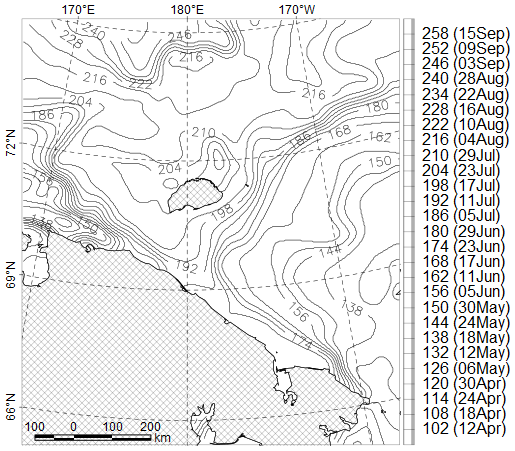 170°E 180°E 170°W
240
228
246
216
216
222
216
204
186
210
180
186
168
162
150
204
198
192
144
138
156
174
72°N
69°N
66°N
100 0 100 200 km
258 (15Sep)
252 (09Sep)
246 (03Sep)
240 (28Aug)
234 (22Aug)
228 (16Aug)
222 (10Aug)
216 (04Aug)
210 (29Jul)
204 (23Jul)
198 (17Jul)
192 (11Jul)
186 (05Jul)
180 (29Jun)
174 (23Jun)
168 (17Jun)
162 (11Jun)
156 (05Jun)
150 (30May)
144 (24May)
138 (18May)
132 (12May)
126 (06May)
120 (30Apr)
114 (24Apr)
108 (18Apr)
102 (12Apr)